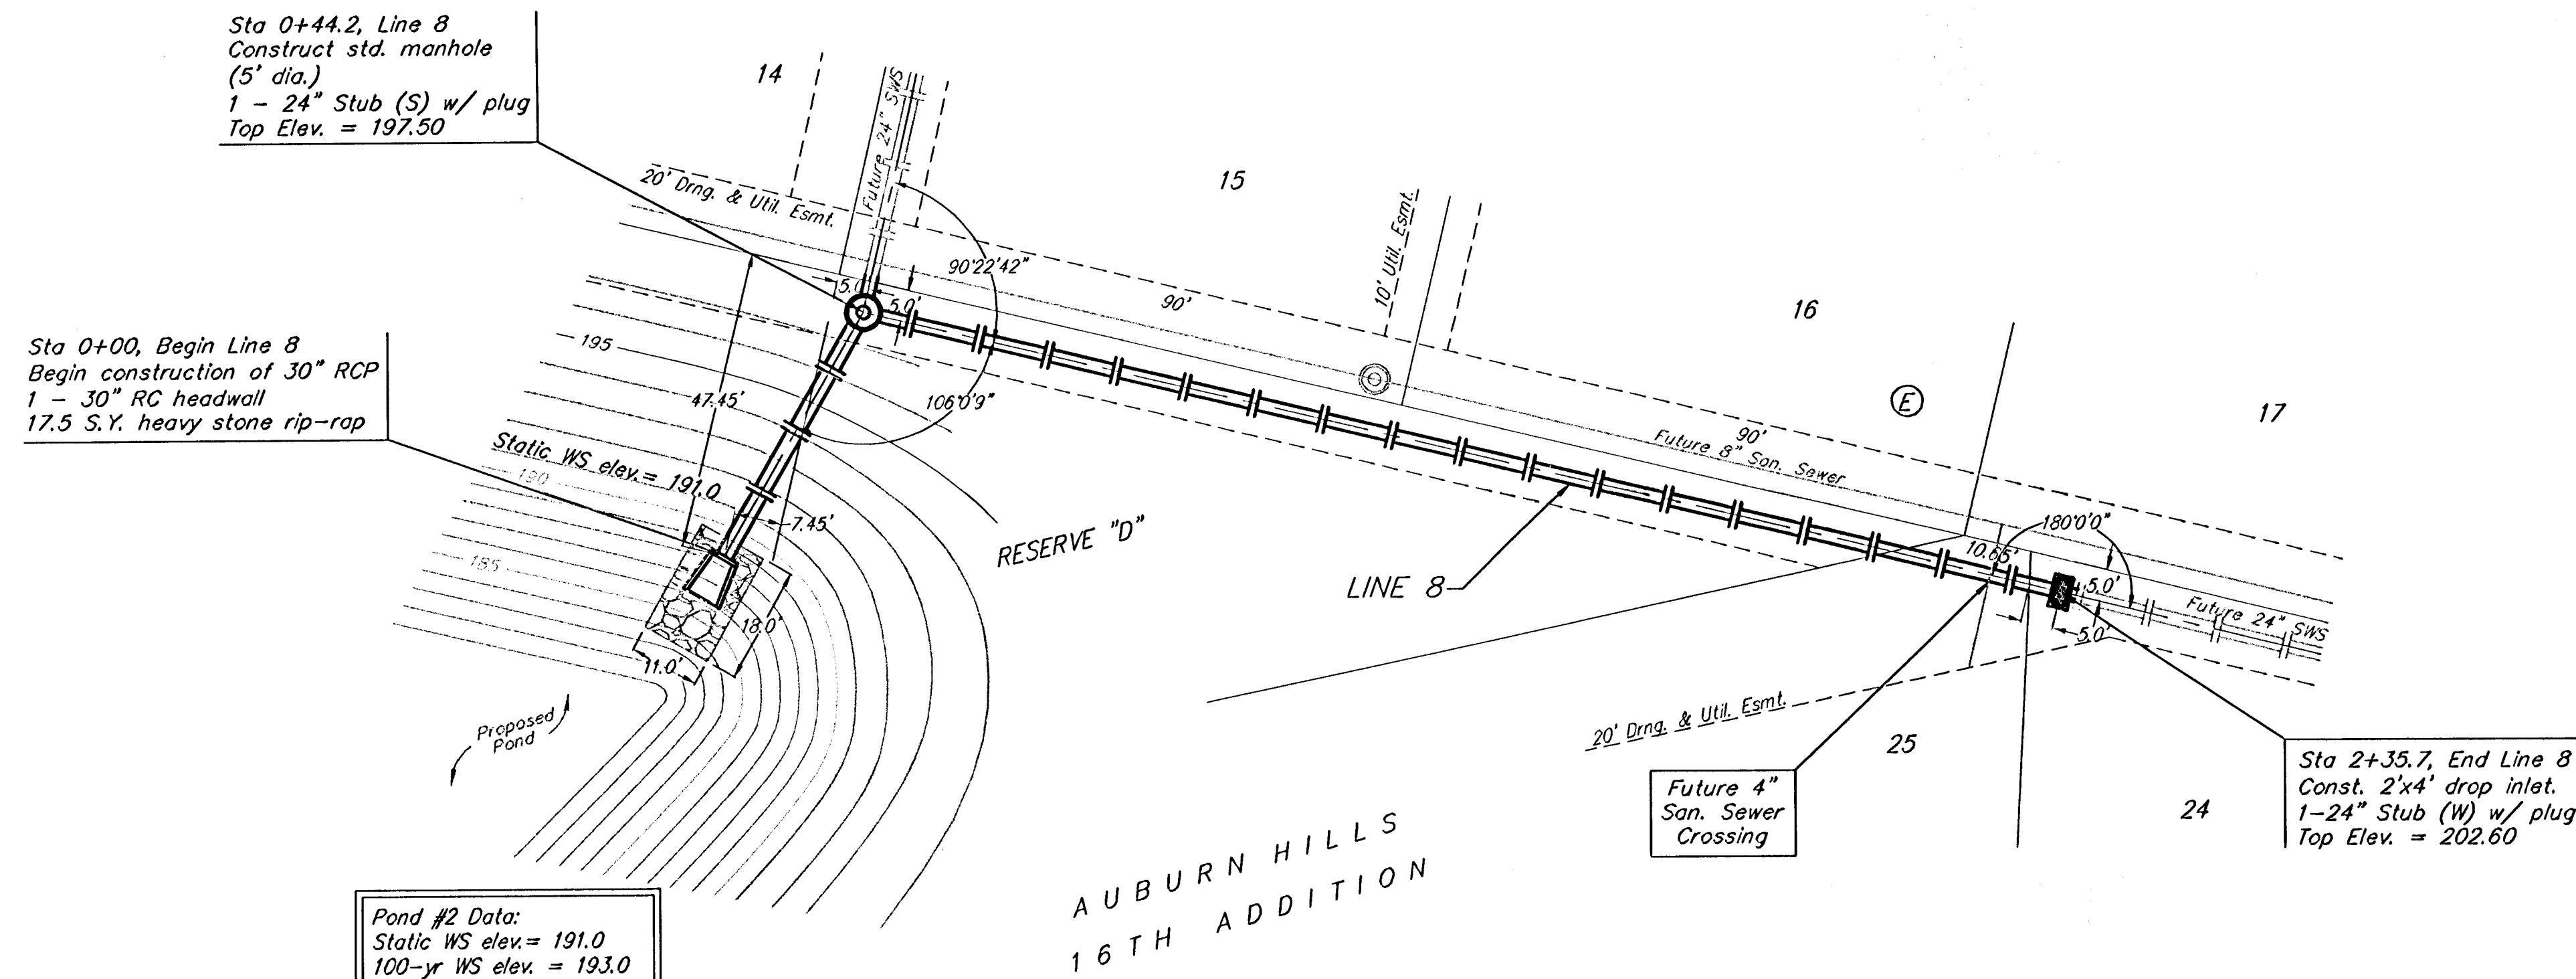 Sta 0+44.2, Line 8
Construct std. manhole
(5' dia.)
1 - 24" Stub (S) w/ plug
Top Elev. = 197.50
14
Future 24" SWS
15
20' Drng. & Util. Esmt.
10' Util. Esmt.
90°22'42"
5.0'
5.0'
90'
16
Sta 0+00, Begin Line 8
Begin construction of 30" RCP
1 - 30" RC headwall
17.5 S.Y. heavy stone rip-rap
195
47.45'
106°0'9"
E
17
90'
Future 8" San. Sewer
Static WS elev.= 191.0
190
7.45'
RESERVE "D"
185
LINE 8
180°0'0"
10.65'
5.0'
Future 24" SWS
5.0'
18.0'
11.0'
Proposed
Pond
20' Drng. & Util. Esmt.
25
Future 4"
San. Sewer
Crossing
24
Sta 2+35.7, End Line 8
Const. 2'x4' drop inlet.
1-24" Stub (W) w/ plug
Top Elev. = 202.60
AUBURN HILLS
16TH ADDITION
Pond #2 Data:
Static WS elev.= 191.0
100-yr WS elev. = 193.0